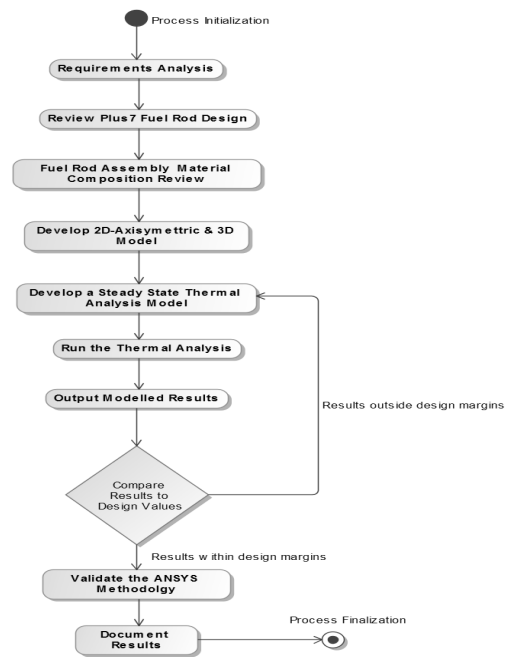 Process Initialization
Requirements Analysis
Review Plus7 Fuel Rod Design
Fuel Rod Assembly Material
Composition Review
Develop 2D-Axisymettric & 3D
Model
Develop a Steady State Thermal
Analysis Model
Run the Thermal Analysis
Output Modelled Results
Results outside design margins
Compare
Results to
Design Values
Results within design margins
Validate the ANSYS
Methodolgy
Process Finalization
Document
Results